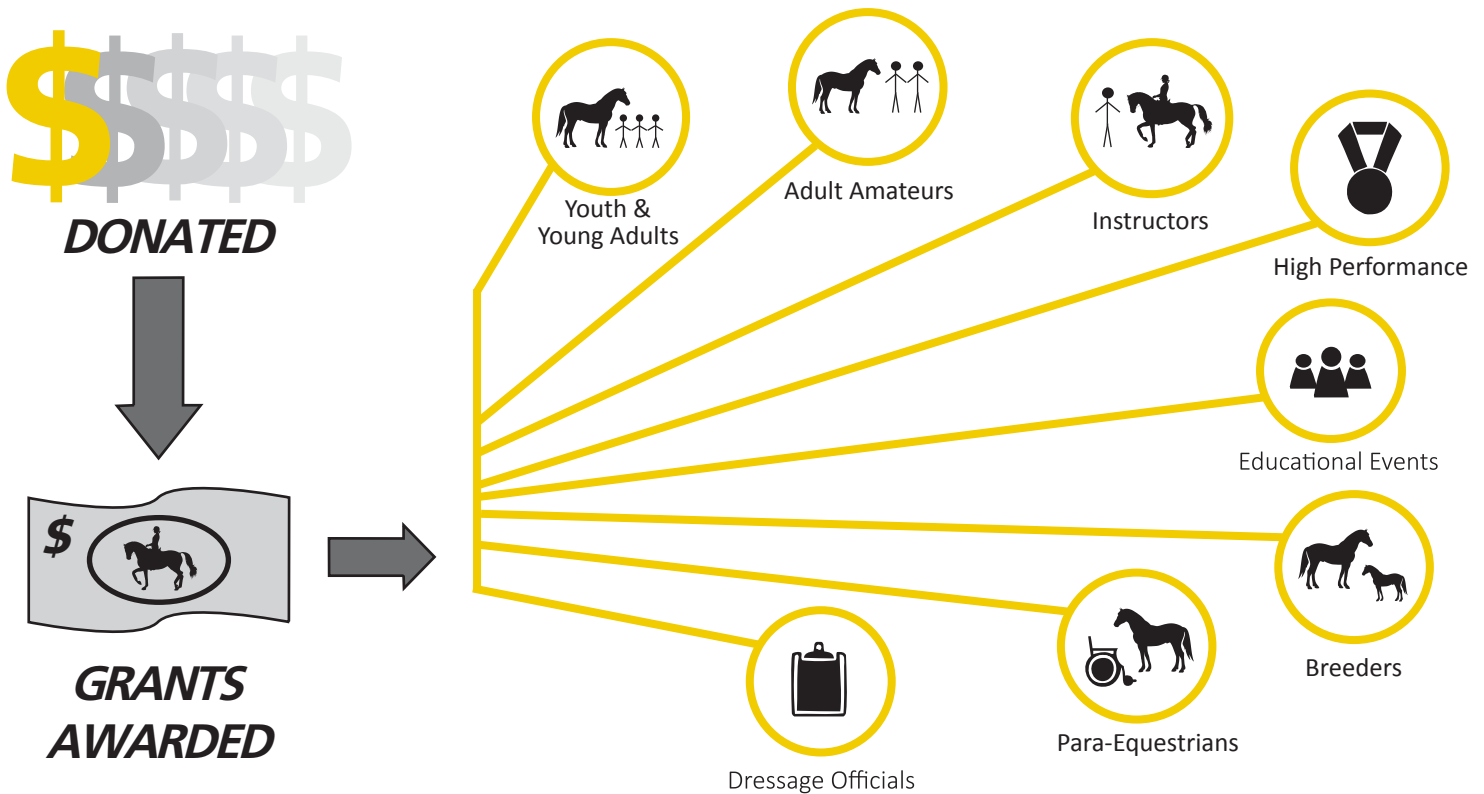 $$$$$
DONATED
$
GRANTS
AWARDED
Youth &
Young Adults
Adult Amateurs
Instructors
High Performance
Educational Events
Breeders
Para-Equestrians
Dressage Officials